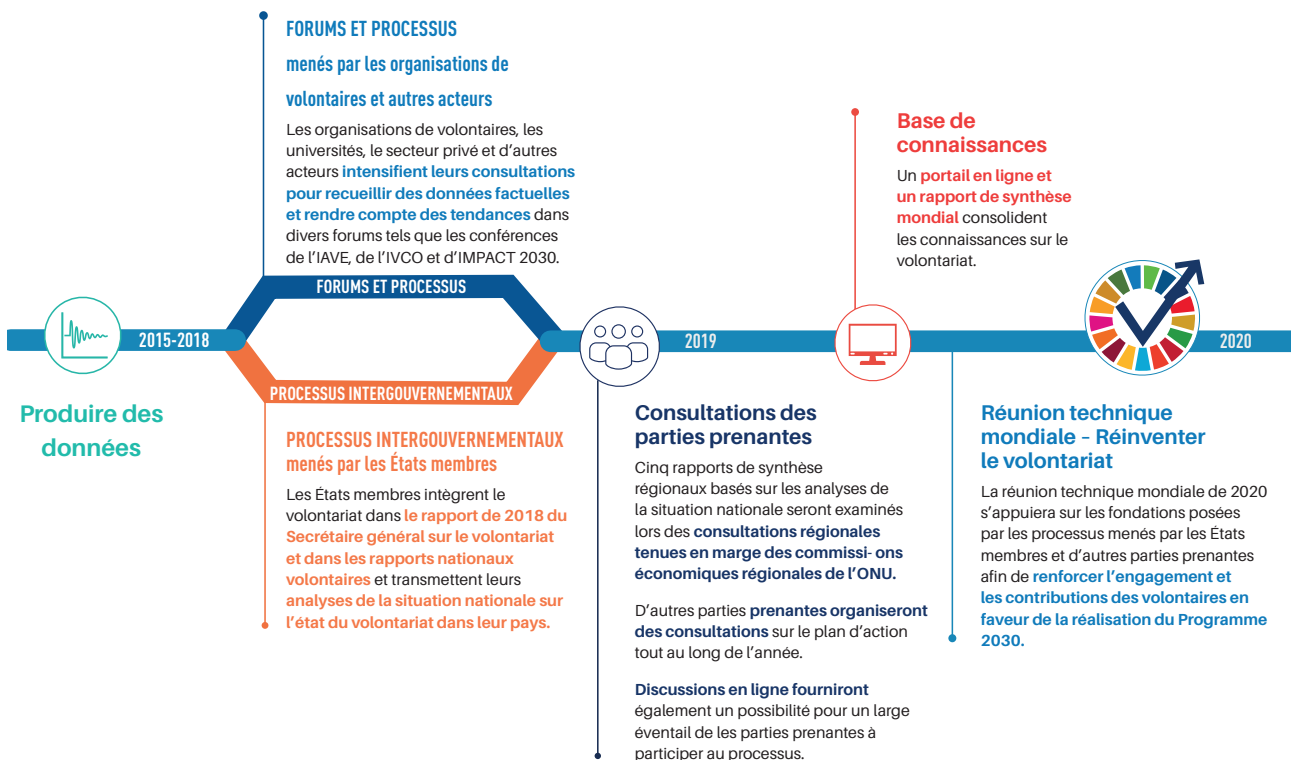 FORUMS ET PROCESSUS
menés par les organisations de
volontaires et autres acteurs
Les organisations de volontaires, les
universités, le secteur privé et d'autres
acteurs intensifient leurs consultations
pour recueillir des données factuelles
et rendre compte des tendances dans
divers forums tels que les conférences
de l'IAVE, de l'IVCO et d'IMPACT 2030.
Base de
connaissances
Un portail en ligne et
un rapport de synthèse
mondial consolident
les connaissances sur le
volontariat.
FORUMS ET PROCESSUS
2015-2018
2019
2020
PROCESSUS INTERGOUVERNEMENTAUX
Produire des
données
PROCESSUS INTERGOUVERNEMENTAUX
menés par les États membres
Les États membres intègrent le
volontariat dans le rapport de 2018 du
Secrétaire général sur le volontariat
et dans les rapports nationaux
volontaires et transmettent leurs
analyses de la situation nationale sur
l'état du volontariat dans leur pays.
Consultations des
parties prenantes
Cinq rapports de synthèse
régionaux basés sur les analyses de
la situation nationale seront examinés
lors des consultations régionales
tenues en marge des commissi- ons
économiques régionales de l'ONU.
D'autres parties prenantes organiseront
des consultations sur le plan d'action
tout au long de l'année.
Discussions en ligne fourniront
également un possibilité pour un large
éventail de les parties prenantes à
participer au processus.
Réunion technique
mondiale – Réinventer
le volontariat
La réunion technique mondiale de 2020
s'appuiera sur les fondations posées
par les processus menés par les États
membres et d'autres parties prenantes
afin de renforcer l'engagement et
les contributions des volontaires en
faveur de la réalisation du Programme
2030.